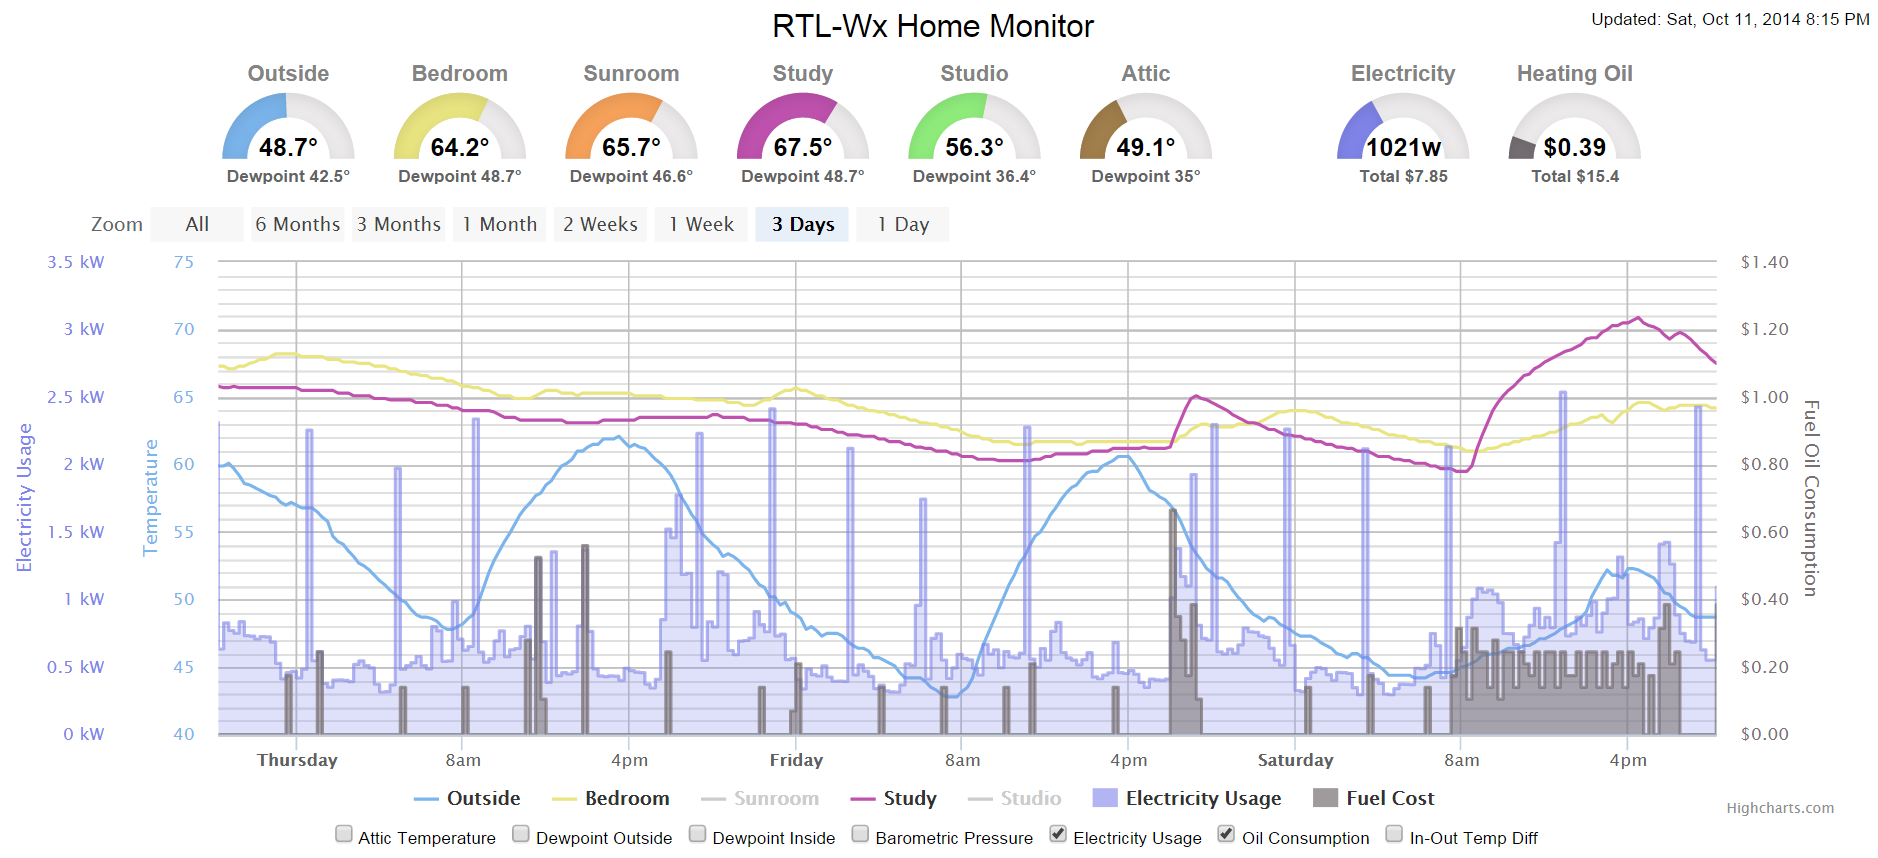 RTL-Wx Home Monitor
Updated: Sat, Oct 11, 2014 8:15 PM
Outside Bedroom Sunroom Study Studio Attic Electricity Heating Oil
48.7° 64.2° 65.7° 67.5° 56.3° 49.1° 1021w $0.39
Dewpoint 42.5° Dewpoint 48.7° Dewpoint 46.6° Dewpoint 48.7° Dewpoint 36.4° Dewpoint 35° Total $7.85 Total $15.4
Zoom All 6 Months 3 Months 1 Month 2 Weeks 1 Week 3 Days 1 Day
3.5 kW 75 $1.40
3 kW 70 $1.20
2.5 kW 65 $1.00
2 kW 60 $0.80
1.5 kW 55 $0.60
1 kW 50 $0.40
0.5 kW 45 $0.20
0 kW 40 $0.00
Electricity Usage
Temperature
Fuel Oil Consumption
Thursday 8am 4pm Friday 8am 4pm Saturday 8am 4pm
Outside Bedroom Sunroom Study Studio Electricity Usage Fuel Cost
Highcharts.com
Attic Temperature Dewpoint Outside Dewpoint Inside Barometric Pressure Electricity Usage Oil Consumption In-Out Temp Diff